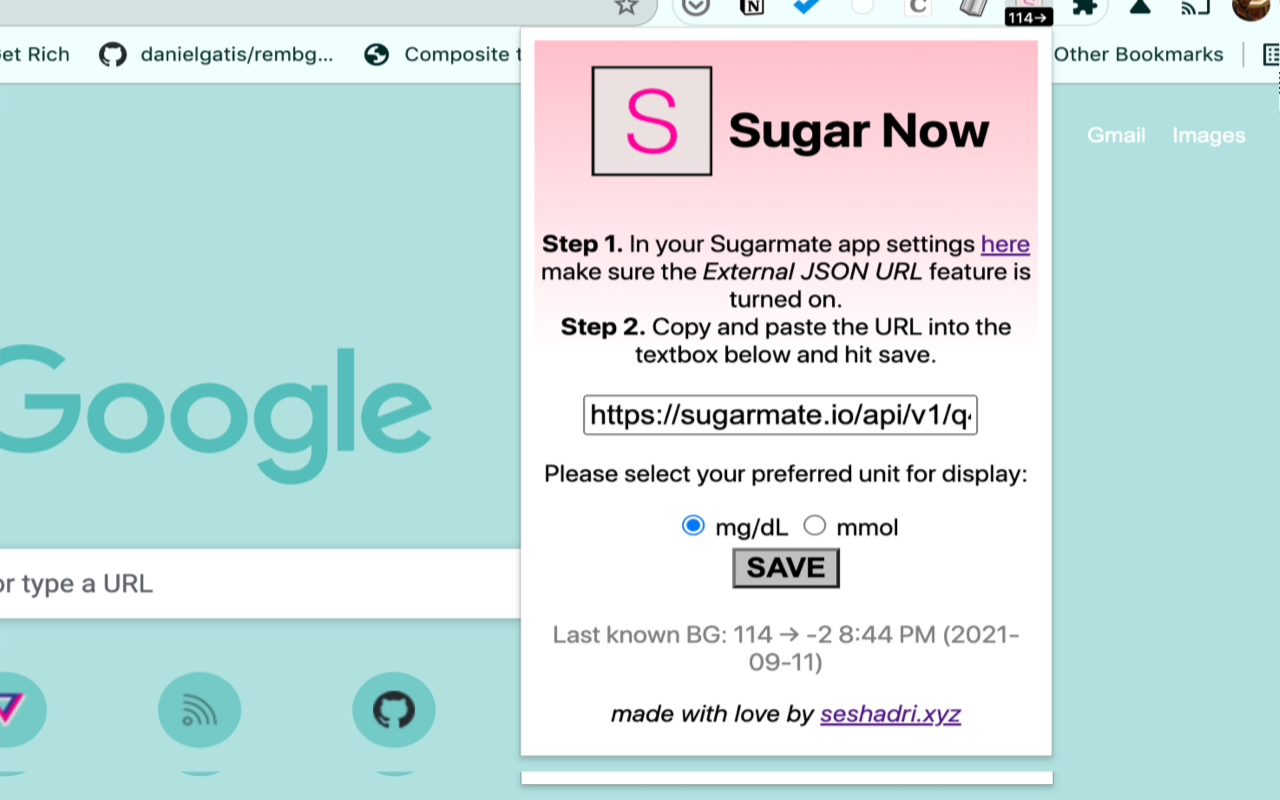 114→
Get Rich danielgatis/rembg... Composite t Other Bookmarks
S Sugar Now
Gmail Images
Step 1. In your Sugarmate app settings here
make sure the External JSON URL feature is
turned on.
Step 2. Copy and paste the URL into the
textbox below and hit save.
Google
https://sugarmate.io/api/v1/q
Please select your preferred unit for display:
mg/dL mmol
SAVE
or type a URL
Last known BG: 114 → -2 8:44 PM (2021-
09-11)
made with love by seshadri.xyz